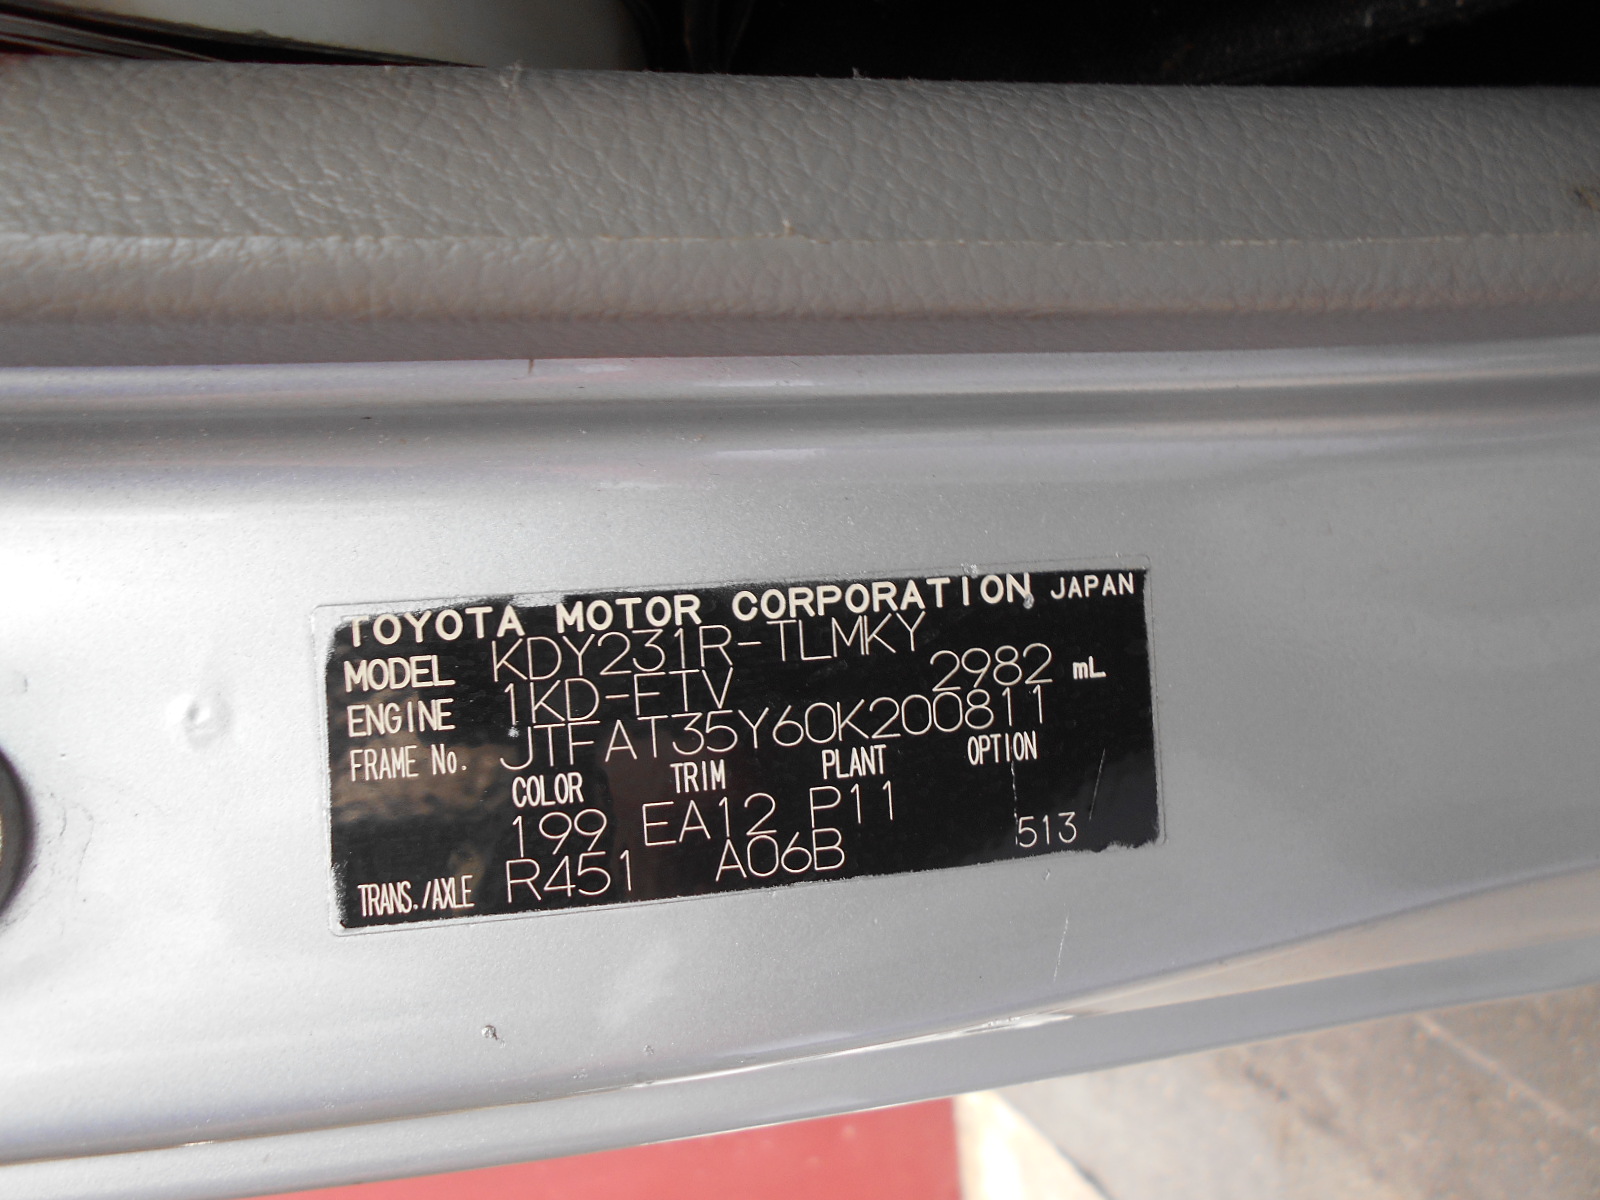 TOYOTA MOTOR CORPORATION JAPAN
MODEL KDY231R-TLMKY
ENGINE 1KD-FTV 2982 mL
FRAME No. JTFAT35Y60K200811
COLOR TRIM PLANT OPTION
199 EA12 P11
TRANS./AXLE R451 A06B 513